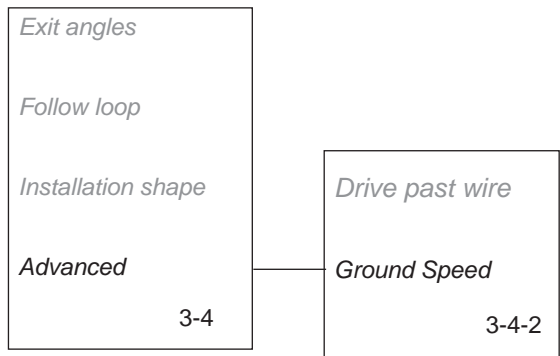 Exit angles
Follow loop
Installation shape
Advanced
3-4
Drive past wire
Ground Speed
3-4-2